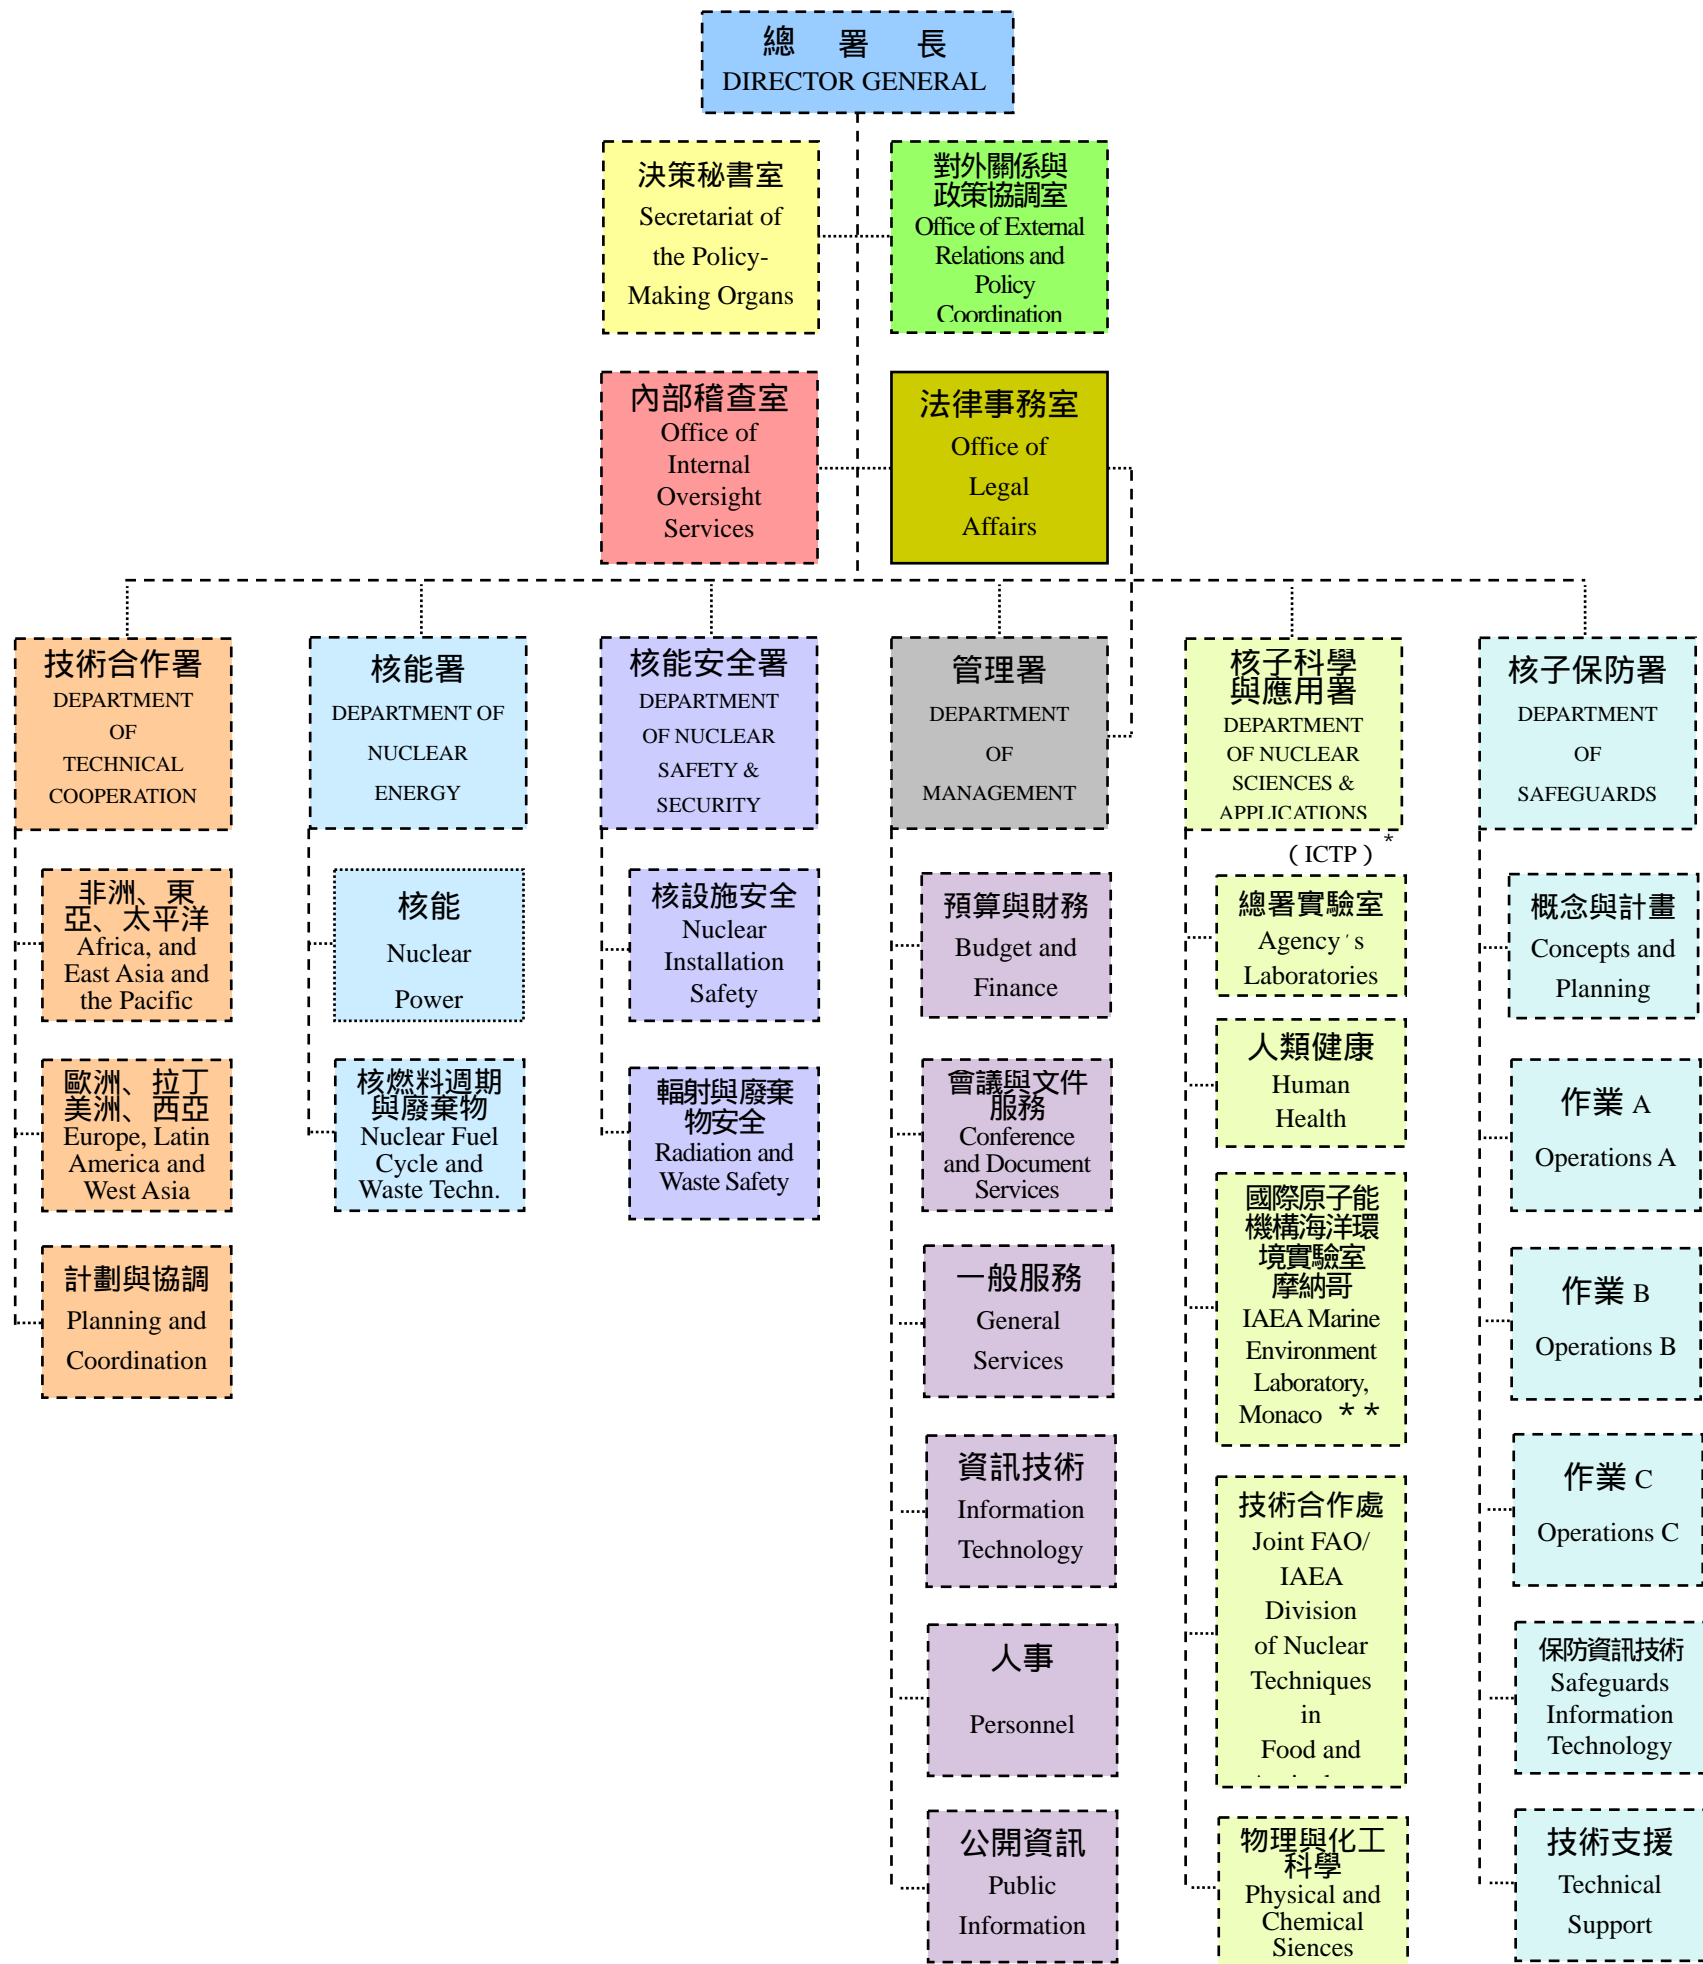 總 署 長
DIRECTOR GENERAL
決策秘書室
Secretariat of
the Policy-
Making Organs
對外關係與
政策協調室
Office of External
Relations and
Policy
Coordination
內部稽查室
Office of
Internal
Oversight
Services
法律事務室
Office of
Legal
Affairs
技術合作署
DEPARTMENT
OF
TECHNICAL
COOPERATION
核能署
DEPARTMENT OF
NUCLEAR
ENERGY
核能安全署
DEPARTMENT
OF NUCLEAR
SAFETY &
SECURITY
管理署
DEPARTMENT
OF
MANAGEMENT
核子科學
與應用署
DEPARTMENT
OF NUCLEAR
SCIENCES &
APPLICATIONS
(ICTP)*
核子保防署
DEPARTMENT
OF
SAFEGUARDS
非洲、東
亞、太平洋
Africa, and
East Asia and
the Pacific
歐洲、拉丁
美洲、西亞
Europe, Latin
America and
West Asia
計劃與協調
Planning and
Coordination
核能
Nuclear
Power
核燃料週期
與廢棄物
Nuclear Fuel
Cycle and
Waste Techn.
核設施安全
Nuclear
Installation
Safety
輻射與廢棄
物安全
Radiation and
Waste Safety
預算與財務
Budget and
Finance
會議與文件
服務
Conference
and Document
Services
一般服務
General
Services
資訊技術
Information
Technology
人事
Personnel
公開資訊
Public
Information
總署實驗室
Agency′s
Laboratories
人類健康
Human
Health
國際原子能
機構海洋環
境實驗室
摩納哥
IAEA Marine
Environment
Laboratory,
Monaco **
技術合作處
Joint FAO/
IAEA
Division
of Nuclear
Techniques
in
Food and
物理與化工
科學
Physical and
Chemical
Siences
概念與計畫
Concepts and
Planning
作業 A
Operations A
作業 B
Operations B
作業 C
Operations C
保防資訊技術
Safeguards
Information
Technology
技術支援
Technical
Support